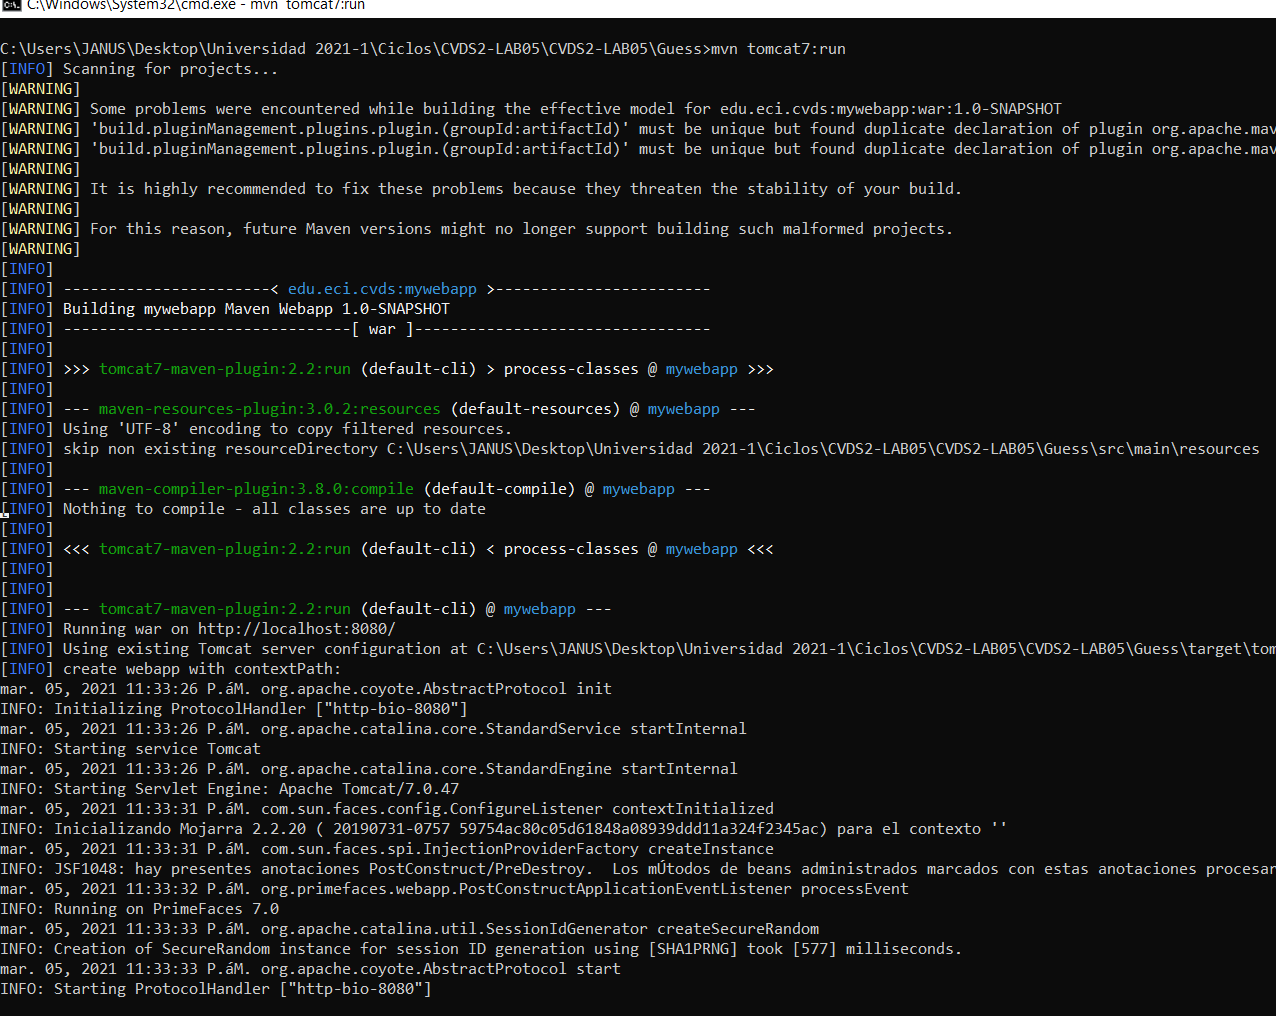 C:\Windows\System32\cmd.exe - mvn tomcat7:run
C:\Users\JANUS\Desktop\Universidad 2021-1\Ciclos\CVDS2-LAB05\CVDS2-LAB05\Guess>mvn tomcat7:run
[INFO] Scanning for projects...
[WARNING]
[WARNING] Some problems were encountered while building the effective model for edu.eci.cvds:mywebapp:war:1.0-SNAPSHOT
[WARNING] 'build.pluginManagement.plugins.plugin.(groupId:artifactId)' must be unique but found duplicate declaration of plugin org.apache.mav
[WARNING] 'build.pluginManagement.plugins.plugin.(groupId:artifactId)' must be unique but found duplicate declaration of plugin org.apache.mav
[WARNING]
[WARNING] It is highly recommended to fix these problems because they threaten the stability of your build.
[WARNING]
[WARNING] For this reason, future Maven versions might no longer support building such malformed projects.
[WARNING]
[INFO]
[INFO] -----------------------< edu.eci.cvds:mywebapp >------------------------
[INFO] Building mywebapp Maven Webapp 1.0-SNAPSHOT
[INFO] --------------------------------[ war ]---------------------------------
[INFO]
[INFO] >>> tomcat7-maven-plugin:2.2:run (default-cli) > process-classes @ mywebapp >>>
[INFO]
[INFO] --- maven-resources-plugin:3.0.2:resources (default-resources) @ mywebapp ---
[INFO] Using 'UTF-8' encoding to copy filtered resources.
[INFO] skip non existing resourceDirectory C:\Users\JANUS\Desktop\Universidad 2021-1\Ciclos\CVDS2-LAB05\CVDS2-LAB05\Guess\src\main\resources
[INFO]
[INFO] --- maven-compiler-plugin:3.8.0:compile (default-compile) @ mywebapp ---
[INFO] Nothing to compile - all classes are up to date
[INFO]
[INFO] <<< tomcat7-maven-plugin:2.2:run (default-cli) < process-classes @ mywebapp <<<
[INFO]
[INFO]
[INFO] --- tomcat7-maven-plugin:2.2:run (default-cli) @ mywebapp ---
[INFO] Running war on http://localhost:8080/
[INFO] Using existing Tomcat server configuration at C:\Users\JANUS\Desktop\Universidad 2021-1\Ciclos\CVDS2-LAB05\CVDS2-LAB05\Guess\target\tom
[INFO] create webapp with contextPath:
mar. 05, 2021 11:33:26 P.áM. org.apache.coyote.AbstractProtocol init
INFO: Initializing ProtocolHandler ["http-bio-8080"]
mar. 05, 2021 11:33:26 P.áM. org.apache.catalina.core.StandardService startInternal
INFO: Starting service Tomcat
mar. 05, 2021 11:33:26 P.áM. org.apache.catalina.core.StandardEngine startInternal
INFO: Starting Servlet Engine: Apache Tomcat/7.0.47
mar. 05, 2021 11:33:31 P.áM. com.sun.faces.config.ConfigureListener contextInitialized
INFO: Inicializando Mojarra 2.2.20 ( 20190731-0757 59754ac80c05d61848a08939ddd11a324f2345ac) para el contexto ''
mar. 05, 2021 11:33:31 P.áM. com.sun.faces.spi.InjectionProviderFactory createInstance
INFO: JSF1048: hay presentes anotaciones PostConstruct/PreDestroy.  Los mÚtodos de beans administrados marcados con estas anotaciones procesar
mar. 05, 2021 11:33:32 P.áM. org.primefaces.webapp.PostConstructApplicationEventListener processEvent
INFO: Running on PrimeFaces 7.0
mar. 05, 2021 11:33:33 P.áM. org.apache.catalina.util.SessionIdGenerator createSecureRandom
INFO: Creation of SecureRandom instance for session ID generation using [SHA1PRNG] took [577] milliseconds.
mar. 05, 2021 11:33:33 P.áM. org.apache.coyote.AbstractProtocol start
INFO: Starting ProtocolHandler ["http-bio-8080"]